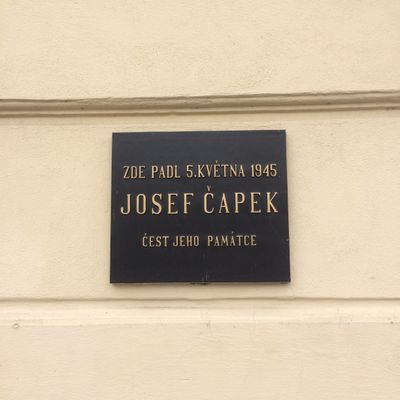 ZDE PADL 5.KVĚTNA 1945
JOSEF ČAPEK
ČEST JEHO PAMÁTCE